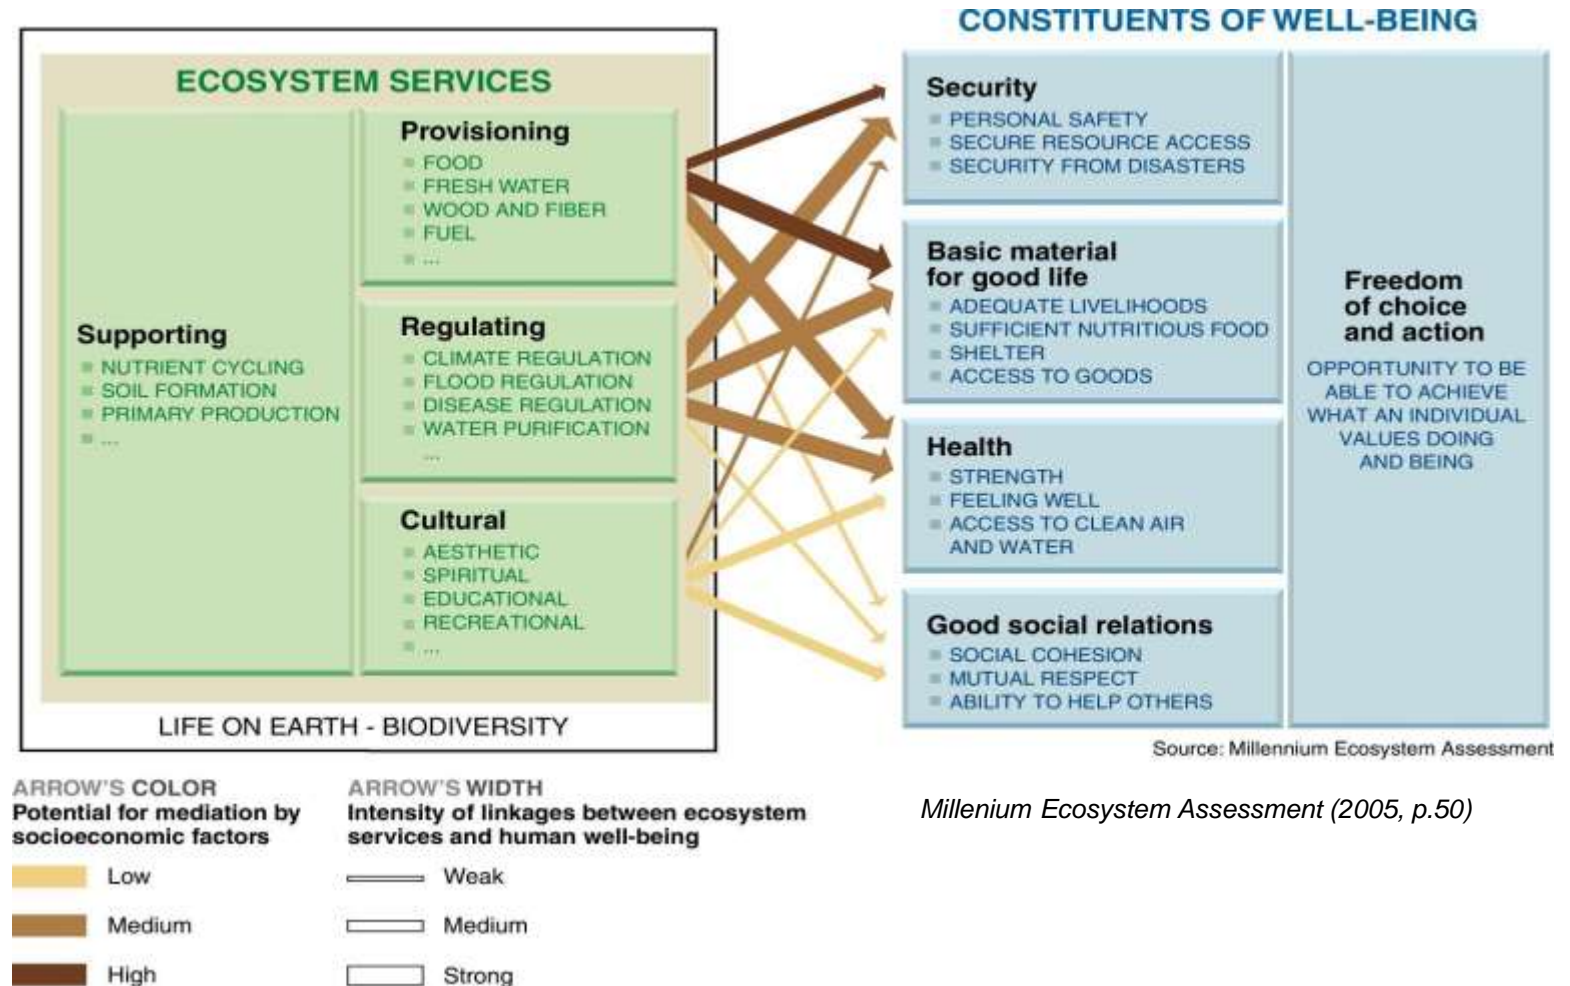 CONSTITUENTS OF WELL-BEING
ECOSYSTEM SERVICES
Supporting
NUTRIENT CYCLING
SOIL FORMATION
PRIMARY PRODUCTION
...
Provisioning
FOOD
FRESH WATER
WOOD AND FIBER
FUEL
...
Regulating
CLIMATE REGULATION
FLOOD REGULATION
DISEASE REGULATION
WATER PURIFICATION
...
Cultural
AESTHETIC
SPIRITUAL
EDUCATIONAL
RECREATIONAL
...
LIFE ON EARTH - BIODIVERSITY
Security
PERSONAL SAFETY
SECURE RESOURCE ACCESS
SECURITY FROM DISASTERS
Basic material
for good life
ADEQUATE LIVELIHOODS
SUFFICIENT NUTRITIOUS FOOD
SHELTER
ACCESS TO GOODS
Health
STRENGTH
FEELING WELL
ACCESS TO CLEAN AIR
AND WATER
Good social relations
SOCIAL COHESION
MUTUAL RESPECT
ABILITY TO HELP OTHERS
Freedom
of choice
and action
OPPORTUNITY TO BE
ABLE TO ACHIEVE
WHAT AN INDIVIDUAL
VALUES DOING
AND BEING
Source: Millennium Ecosystem Assessment
ARROW'S COLOR
Potential for mediation by
socioeconomic factors
Low
Medium
High
ARROW'S WIDTH
Intensity of linkages between ecosystem
services and human well-being
Weak
Medium
Strong
Millenium Ecosystem Assessment (2005, p.50)